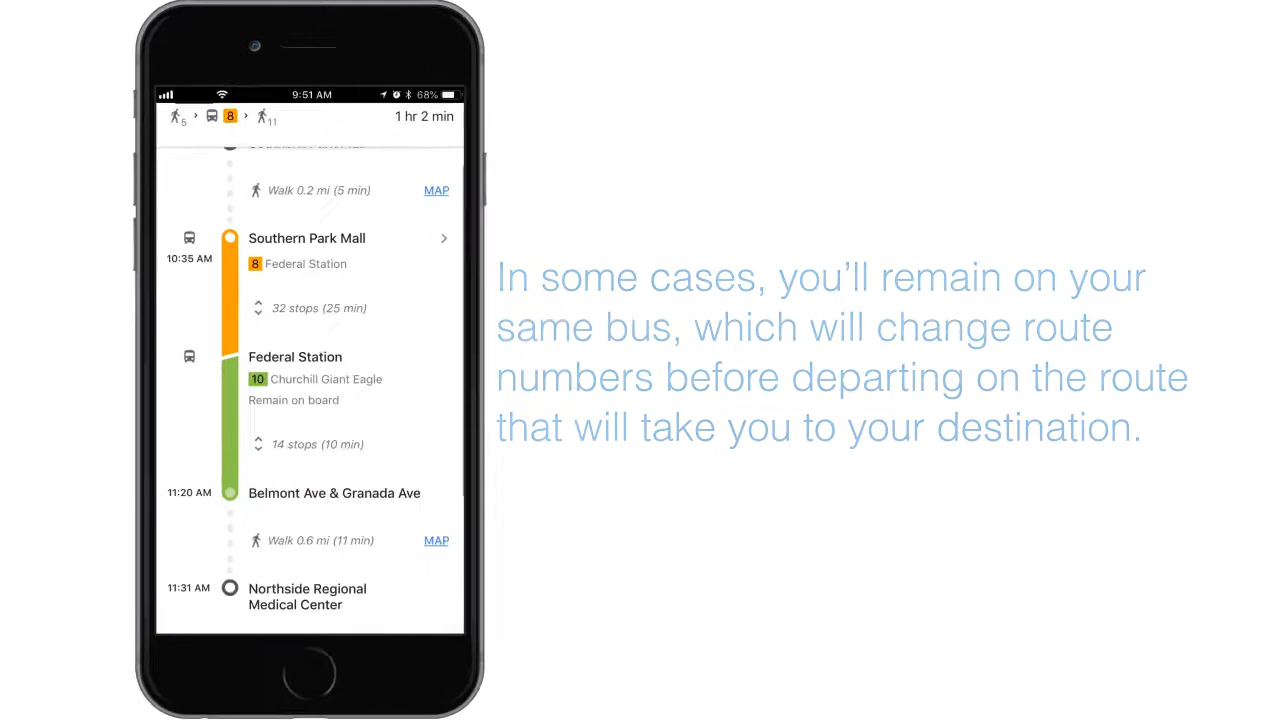 9:51 AM 68%
5 8 11 1 hr 2 min
Walk 0.2 mi (5 min) MAP
Southern Park Mall
10:35 AM
8 Federal Station
32 stops (25 min)
Federal Station
10 Churchill Giant Eagle
Remain on board
14 stops (10 min)
11:20 AM Belmont Ave & Granada Ave
Walk 0.6 mi (11 min) MAP
11:31 AM Northside Regional
Medical Center
In some cases, you'll remain on your
same bus, which will change route
numbers before departing on the route
that will take you to your destination.